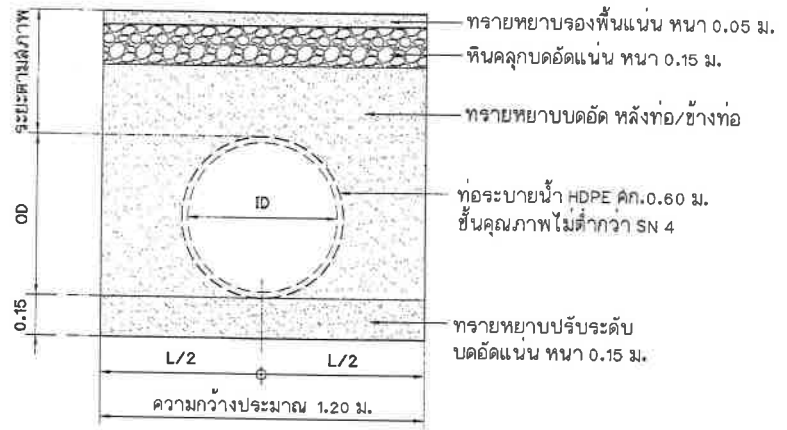 ทรายหยาบรองพื้นแน่น หนา 0.05 ม.
หินคลุกบดอัดแน่น หนา 0.15 ม.
ทรายหยาบบดอัด หลังท่อ/ข้างท่อ
ท่อระบายน้ำ HDPE ศก.0.60 ม.
ชั้นคุณภาพไม่ต่ำกว่า SN 4
ทรายหยาบปรับระดับ
บดอัดแน่น หนา 0.15 ม.
ระยะตามสภาพ
OD
0.15
ID
L/2
L/2
ความกว้างประมาณ 1.20 ม.